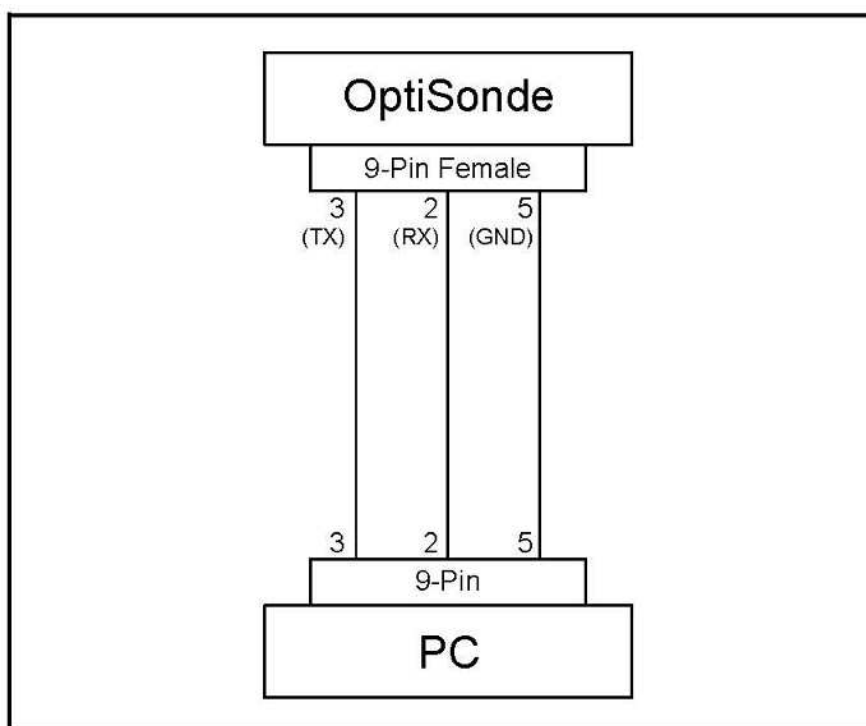 OptiSonde
9-Pin Female
3 2 5
(TX) (RX) (GND)
3 2 5
9-Pin
PC